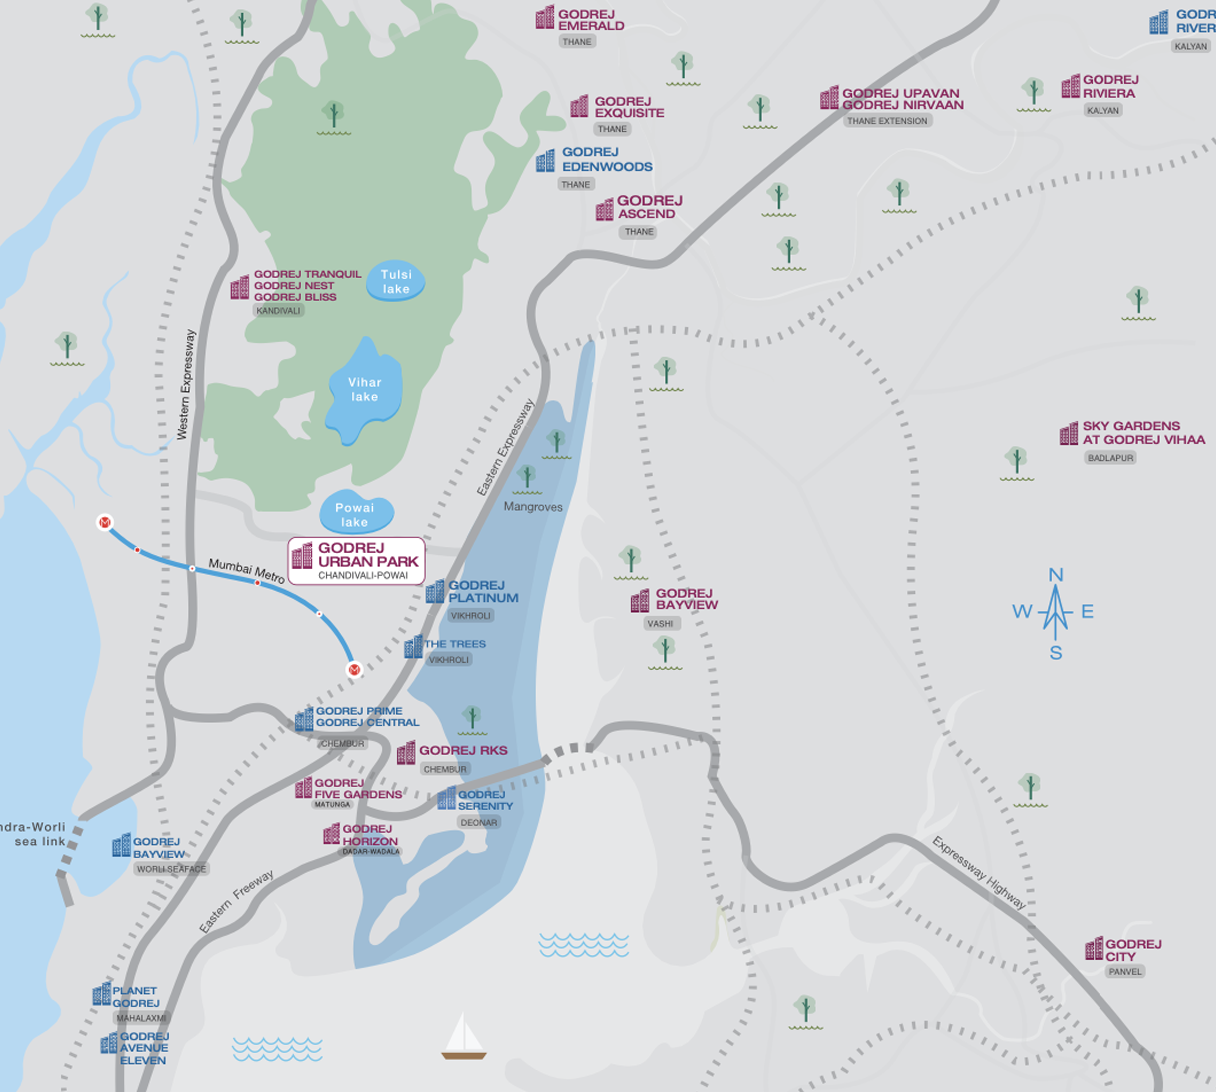 GODREJ
EMERALD
THANE
GODR
RIVER
KALYAN
GODREJ
EXQUISITE
THANE
GODREJ UPAVAN
GODREJ NIRVAAN
THANE EXTENSION
GODREJ
RIVIERA
KALYAN
GODREJ
EDENWOODS
THANE
GODREJ
ASCEND
THANE
GODREJ TRANQUIL
GODREJ NEST
GODREJ BLISS
KANDIVALI
Tulsi
lake
Western Expressway
Vihar
lake
Eastern Expressway
SKY GARDENS
AT GODREJ VIHAA
BADLAPUR
Powai
lake
Mangroves
M
Mumbai Metro
GODREJ
URBAN PARK
CHANDIVALI-POWAI
GODREJ
PLATINUM
VIKHROLI
GODREJ
BAYVIEW
VASHI
N
W
E
S
THE TREES
VIKHROLI
M
GODREJ PRIME
GODREJ CENTRAL
CHEMBUR
GODREJ RKS
CHEMBUR
GODREJ
FIVE GARDENS
MATUNGA
GODREJ
SERENITY
DEONAR
ndra-Worli
sea link
GODREJ
BAYVIEW
WORLI SEAFACE
GODREJ
HORIZON
DADAR-WADALA
Expressway Highway
Eastern Freeway
GODREJ
CITY
PANVEL
PLANET
GODREJ
MAHALAXMI
GODREJ
AVENUE
ELEVEN